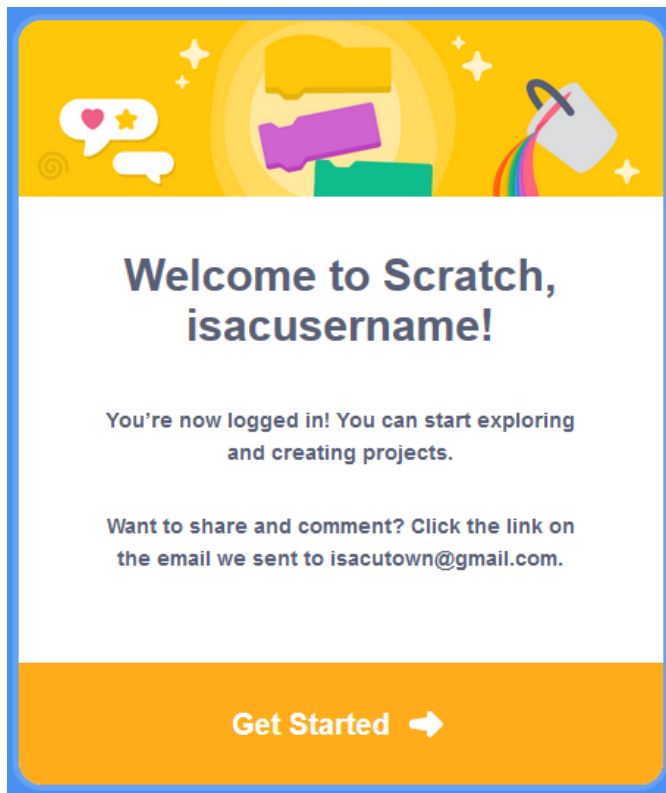 Welcome to Scratch,
isacusername!
You’re now logged in! You can start exploring
and creating projects.
Want to share and comment? Click the link on
the email we sent to isacutown@gmail.com.
Get Started